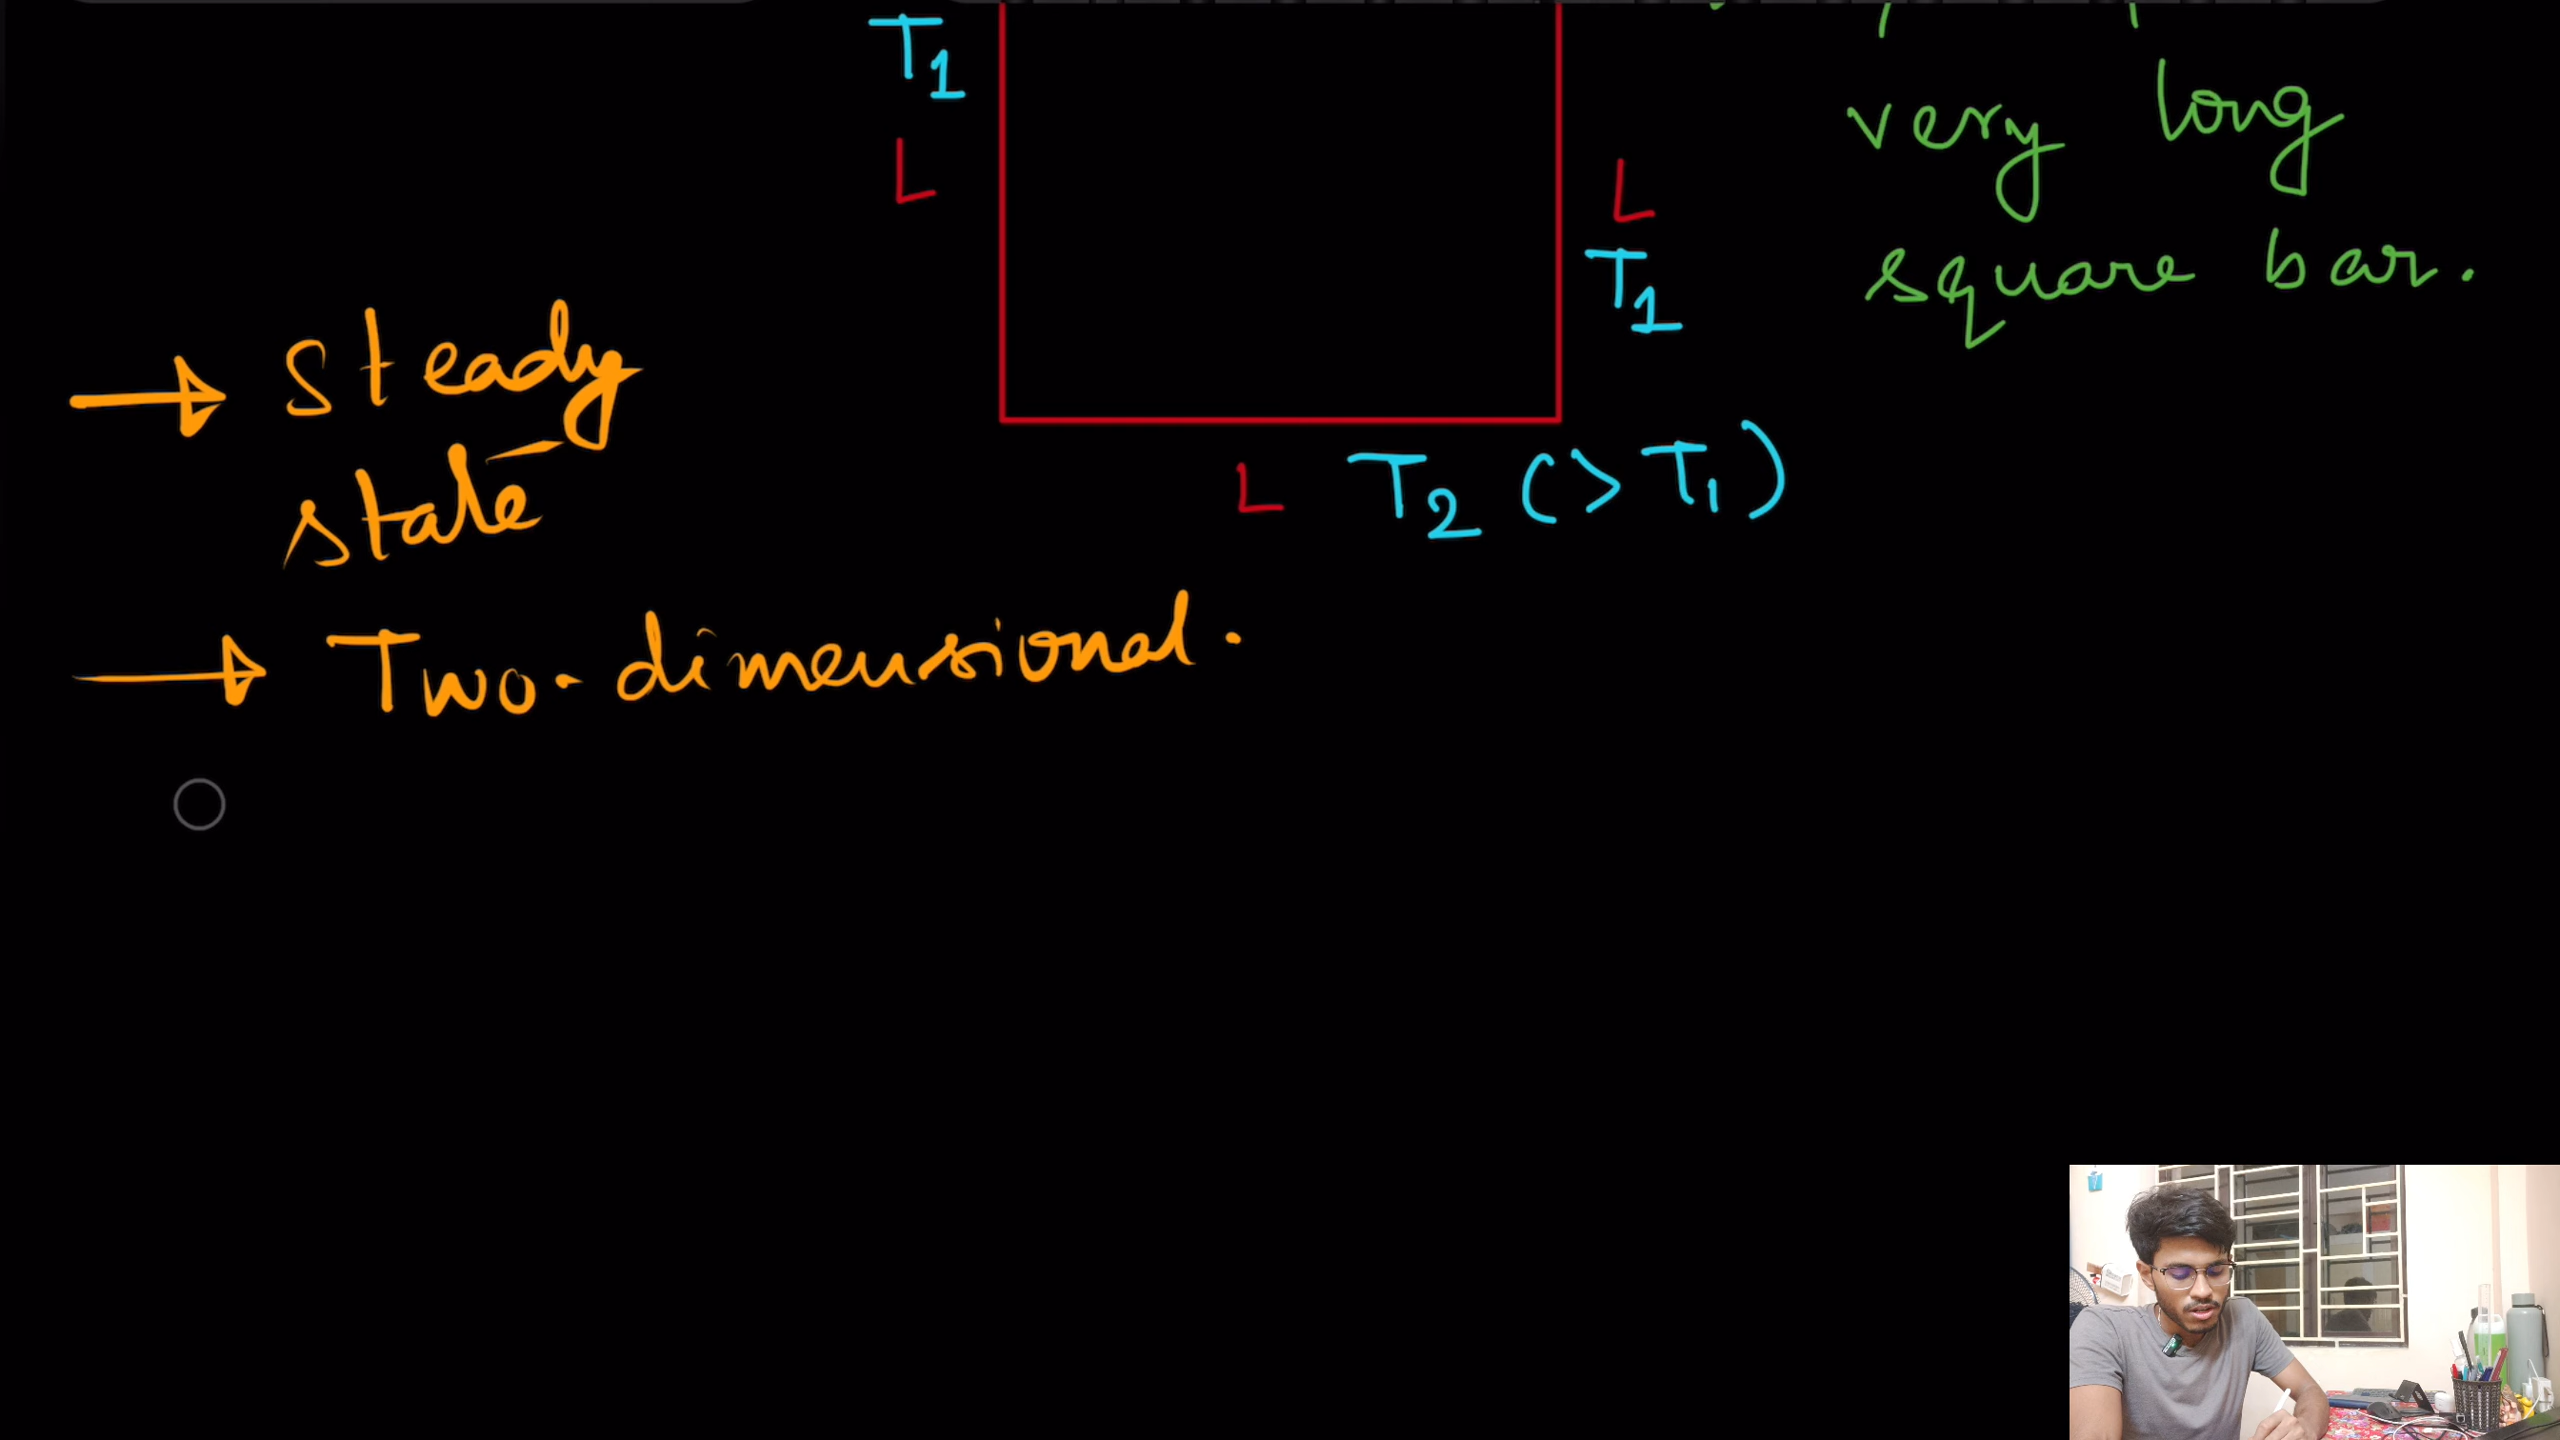 T1
L
very long
L
T1
square bar.
→ Steady
state
L T2 (> T1)
→ Two-dimensional.